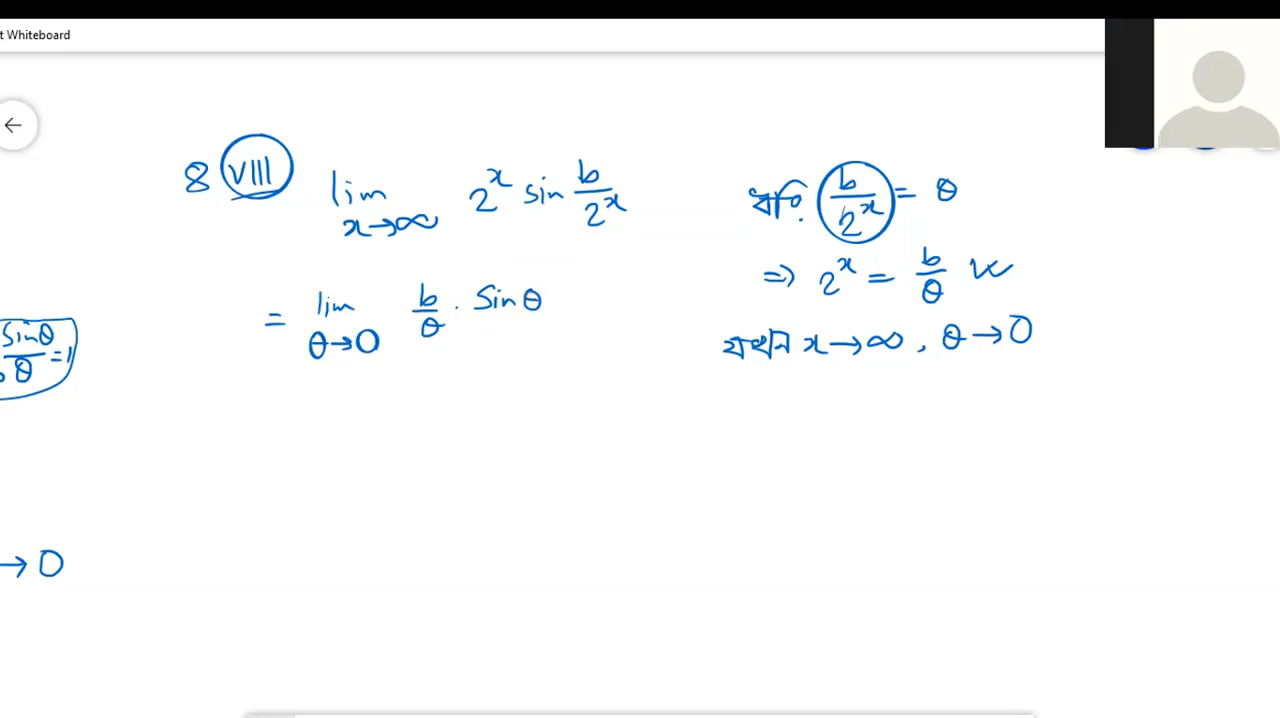 t Whiteboard
8 (VIII) lim x→∞ 2^x sin b/2^x
ধরি, b/2^x = θ
⇒ 2^x = b/θ
= lim θ→0 b/θ · Sinθ
যখন x→∞, θ→0
Sinθ/θ = 1
→ 0